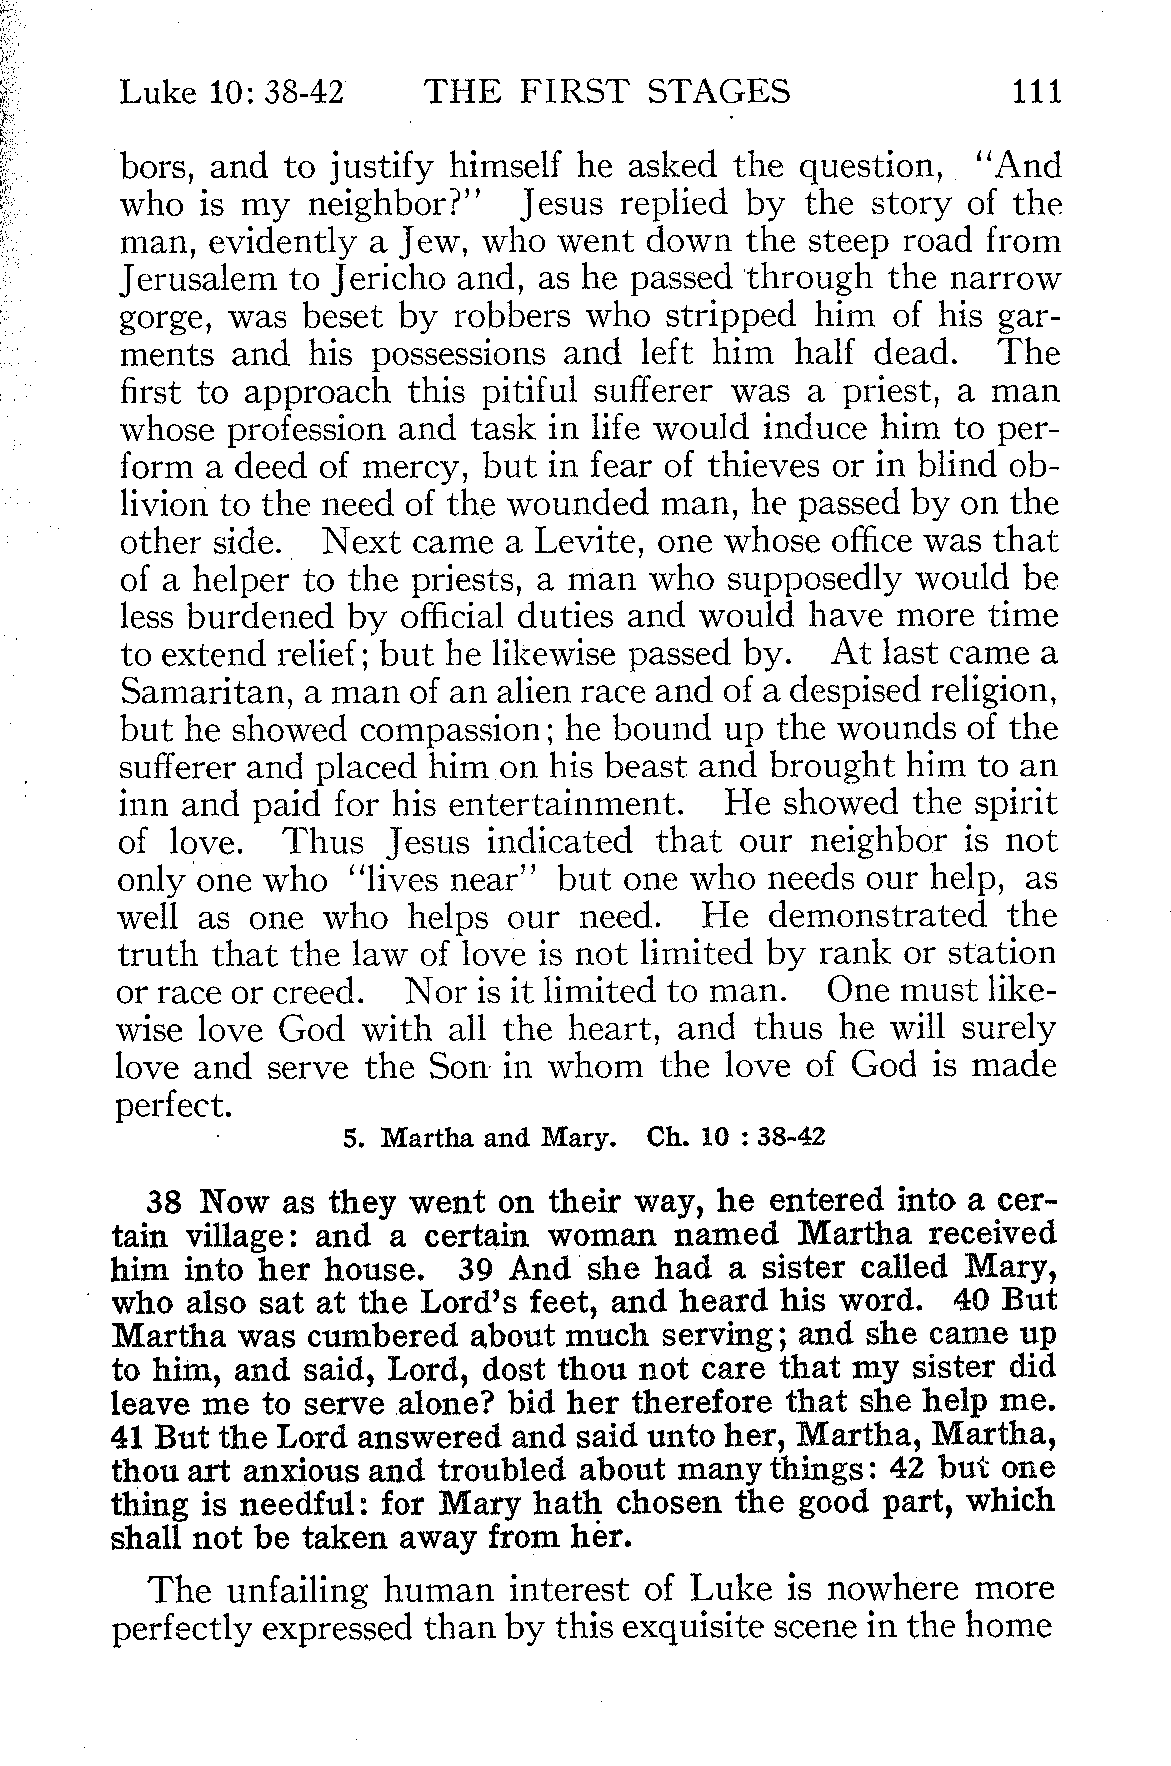 Luke 10: 38-42 THE FIRST STAGES 111
bors, and to justify himself he asked the question, "And
who is my neighbor?" Jesus replied by the story of the
man, evidently a Jew, who went down the steep road from
Jerusalem to Jericho and, as he passed through the narrow
gorge, was beset by robbers who stripped him of his gar-
ments and his possessions and left him half dead. The
first to approach this pitiful sufferer was a priest, a man
whose profession and task in life would induce him to per-
form a deed of mercy, but in fear of thieves or in blind ob-
livion to the need of the wounded man, he passed by on the
other side. Next came a Levite, one whose office was that
of a helper to the priests, a man who supposedly would be
less burdened by official duties and would have more time
to extend relief; but he likewise passed by. At last came a
Samaritan, a man of an alien race and of a despised religion,
but he showed compassion; he bound up the wounds of the
sufferer and placed him on his beast and brought him to an
inn and paid for his entertainment. He showed the spirit
of love. Thus Jesus indicated that our neighbor is not
only one who "lives near" but one who needs our help, as
well as one who helps our need. He demonstrated the
truth that the law of love is not limited by rank or station
or race or creed. Nor is it limited to man. One must like-
wise love God with all the heart, and thus he will surely
love and serve the Son in whom the love of God is made
perfect.
5. Martha and Mary. Ch. 10 : 38-42
38 Now as they went on their way, he entered into a cer-
tain village: and a certain woman named Martha received
him into her house. 39 And she had a sister called Mary,
who also sat at the Lord's feet, and heard his word. 40 But
Martha was cumbered about much serving; and she came up
to him, and said, Lord, dost thou not care that my sister did
leave me to serve alone? bid her therefore that she help me.
41 But the Lord answered and said unto her, Martha, Martha,
thou art anxious and troubled about many things: 42 but one
thing is needful: for Mary hath chosen the good part, which
shall not be taken away from her.
The unfailing human interest of Luke is nowhere more
perfectly expressed than by this exquisite scene in the home